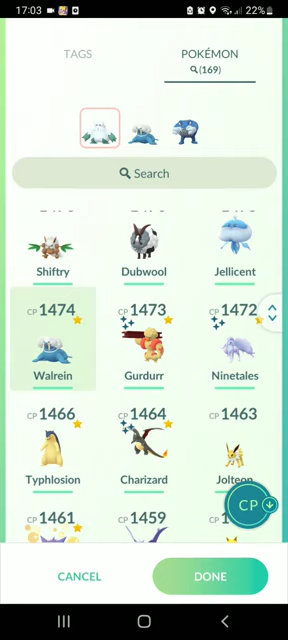 17:03
22%
TAGS
POKÉMON
(169)
Search
Shiftry
Dubwool
Jellicent
CP 1474
CP 1473
CP 1472
Walrein
Gurdurr
Ninetales
CP 1466
CP 1464
CP 1463
Typhlosion
Charizard
Jolteon
CP
CP 1461
CP 1459
CANCEL
DONE